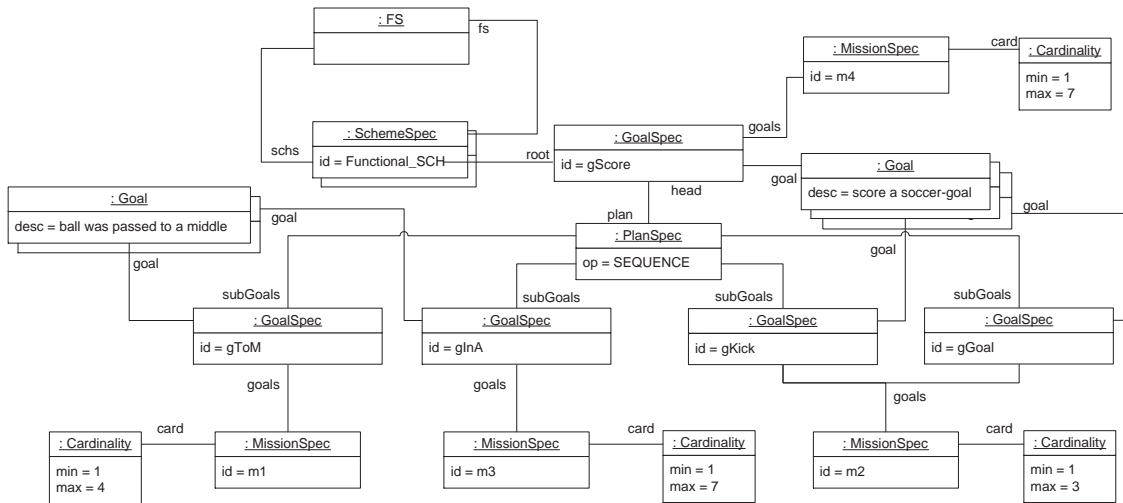 : FS
fs
: MissionSpec
id = m4
card
: Cardinality
min = 1
max = 7
goals
: SchemeSpec
id = Functional_SCH
schs
root
: GoalSpec
id = gScore
goal
: Goal
desc = score a soccer-goal
goal
head
plan
: Goal
desc = ball was passed to a middle
goal
goal
: PlanSpec
op = SEQUENCE
goal
subGoals
subGoals
subGoals
subGoals
: GoalSpec
id = gToM
: GoalSpec
id = gInA
: GoalSpec
id = gKick
: GoalSpec
id = gGoal
goals
goals
goals
: Cardinality
min = 1
max = 4
card
: MissionSpec
id = m1
: MissionSpec
id = m3
card
: Cardinality
min = 1
max = 7
: MissionSpec
id = m2
card
: Cardinality
min = 1
max = 3